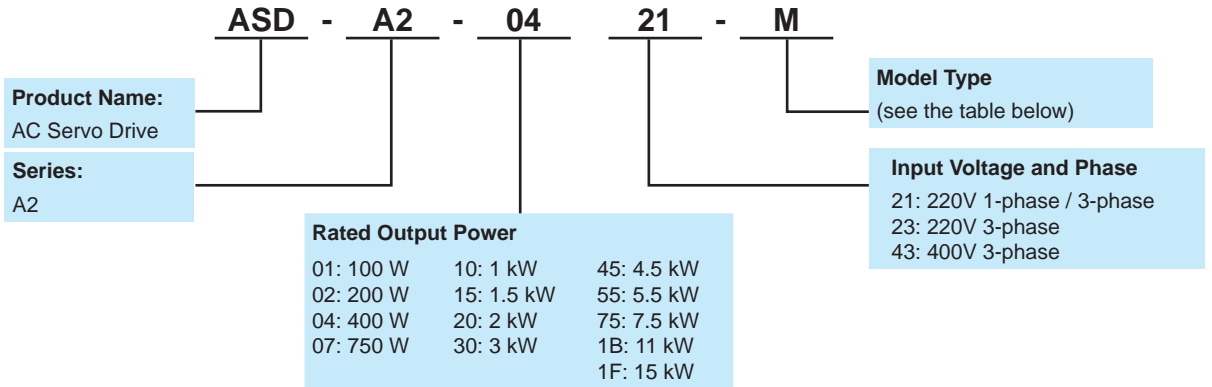 ASD - A2 - 04 21 - M
Product Name:
AC Servo Drive
Series:
A2
Rated Output Power
01: 100 W 10: 1 kW 45: 4.5 kW
02: 200 W 15: 1.5 kW 55: 5.5 kW
04: 400 W 20: 2 kW 75: 7.5 kW
07: 750 W 30: 3 kW 1B: 11 kW
1F: 15 kW
Model Type
(see the table below)
Input Voltage and Phase
21: 220V 1-phase / 3-phase
23: 220V 3-phase
43: 400V 3-phase